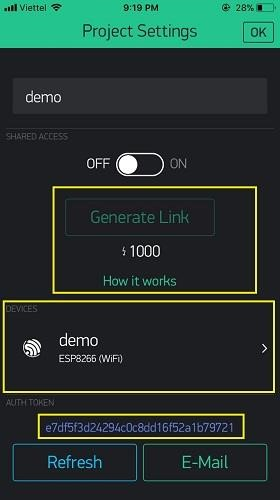 Viettel 9:19 PM 28%
Project Settings OK
demo
SHARED ACCESS
OFF ON
Generate Link
1000
How it works
DEVICES
demo
ESP8266 (WiFi)
AUTH TOKEN
e7df5f3d24294c0c8dd16f52a1b79721
Refresh E-Mail